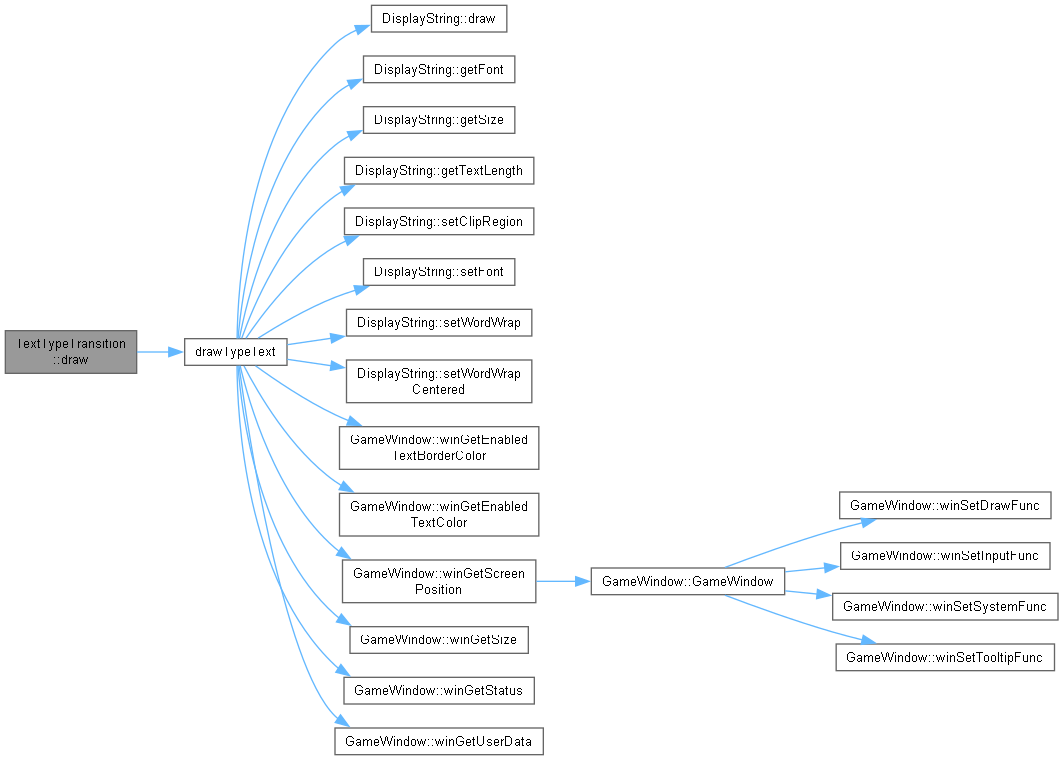 DisplayString::draw
DisplayString::getFont
DisplayString::getSize
DisplayString::getTextLength
DisplayString::setClipRegion
DisplayString::setFont
DisplayString::setWordWrap
TextTypeTransition
::draw
drawTypeText
DisplayString::setWordWrap
Centered
GameWindow::winGetEnabled
TextBorderColor
GameWindow::winGetEnabled
TextColor
GameWindow::winGetScreen
Position
GameWindow::GameWindow
GameWindow::winSetDrawFunc
GameWindow::winSetInputFunc
GameWindow::winSetSystemFunc
GameWindow::winSetTooltipFunc
GameWindow::winGetSize
GameWindow::winGetStatus
GameWindow::winGetUserData